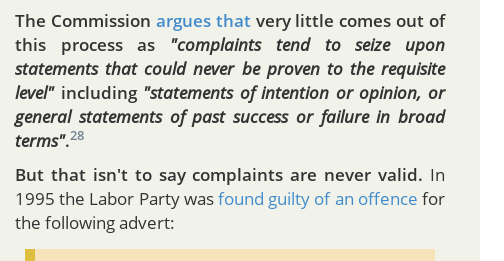 The Commission argues that very little comes out of
this process as "complaints tend to seize upon
statements that could never be proven to the requisite
level" including "statements of intention or opinion, or
general statements of past success or failure in broad
terms".28
But that isn't to say complaints are never valid. In
1995 the Labor Party was found guilty of an offence for
the following advert: